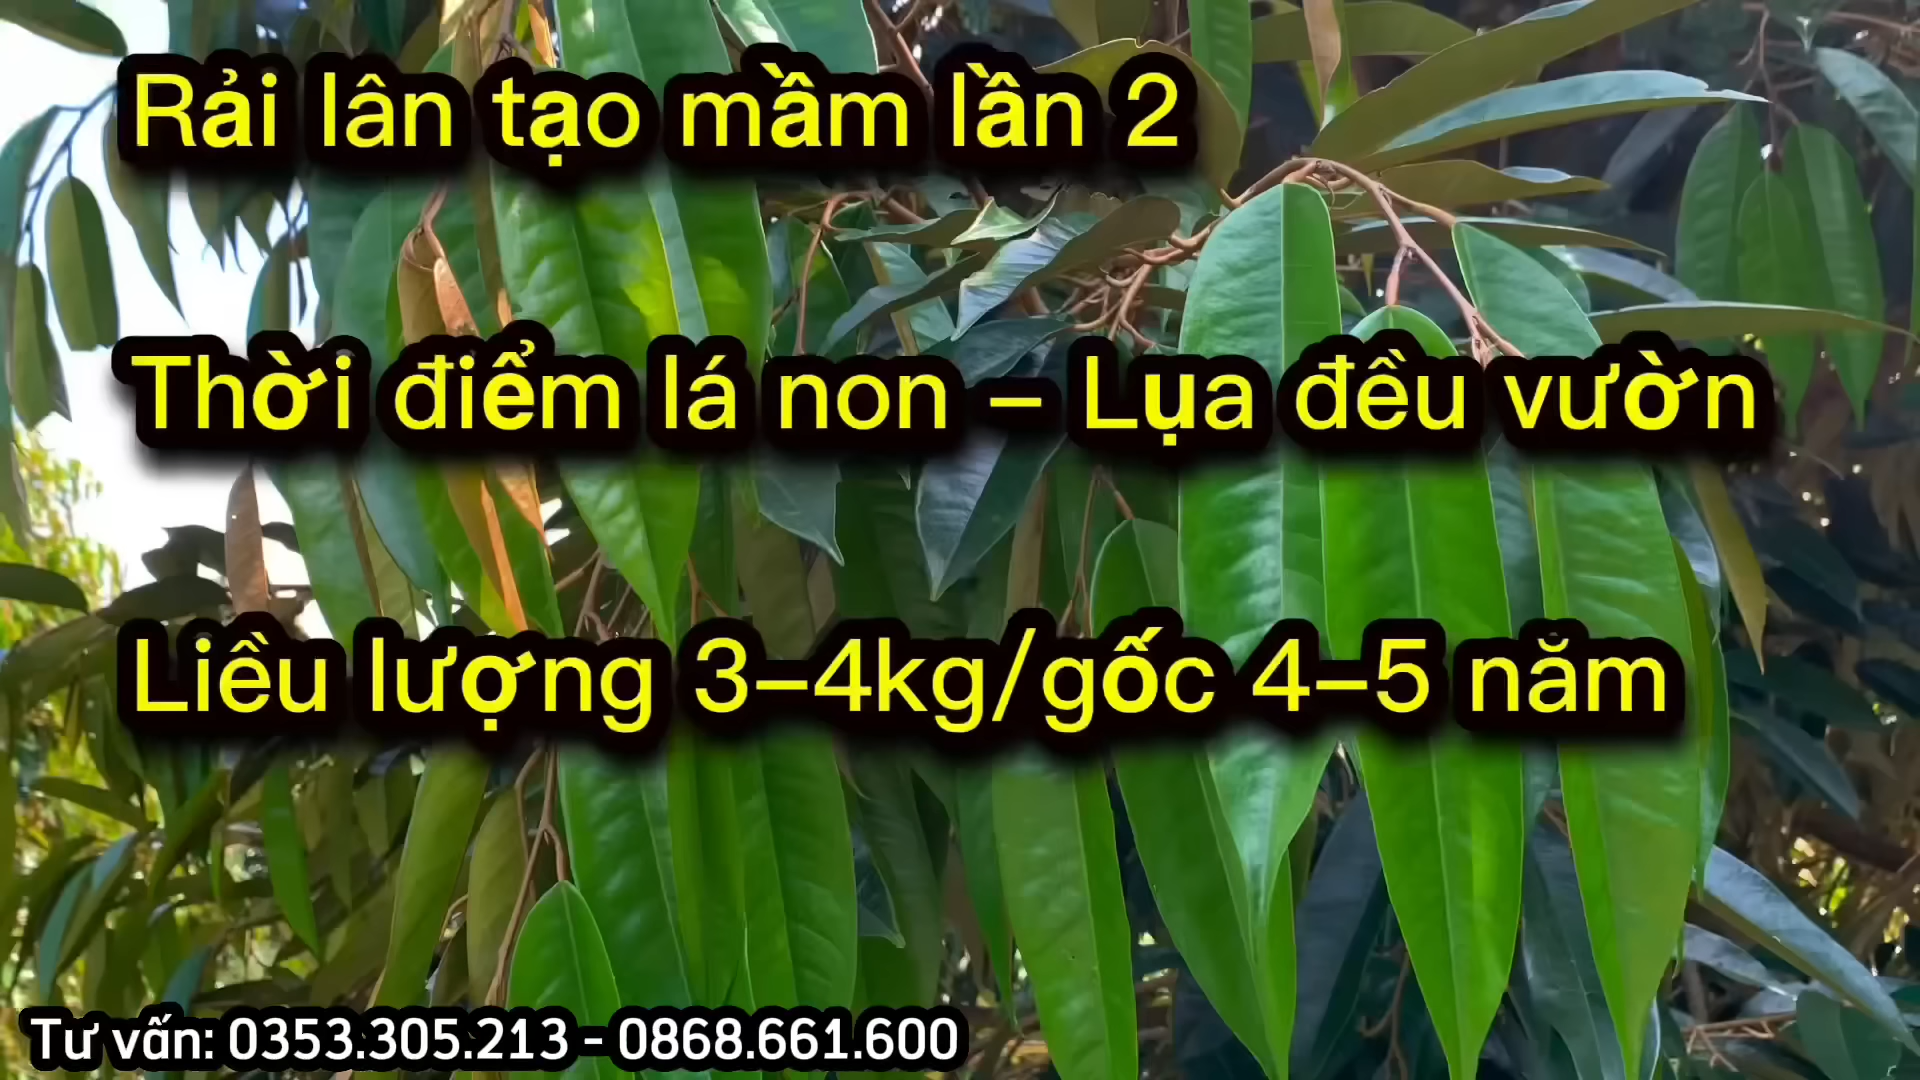 Rải lân tạo mầm lần 2
Thời điểm lá non – Lụa đều vườn
Liều lượng 3–4kg/gốc 4–5 năm
Tư vấn: 0353.305.213 - 0868.661.600